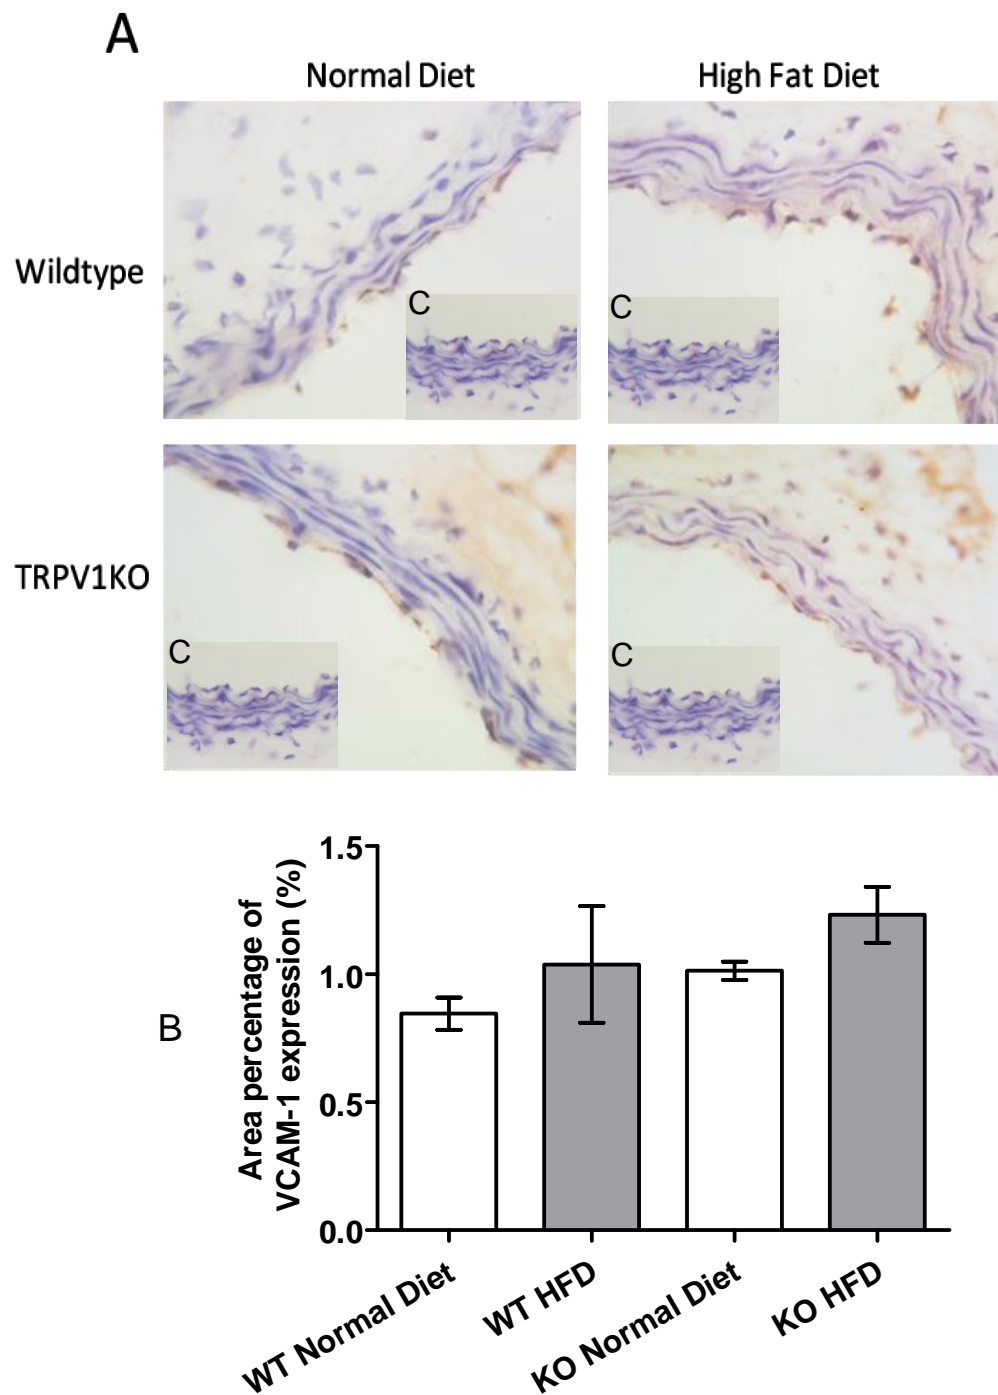 A
Normal Diet
High Fat Diet
Wildtype
C
C
TRPV1KO
C
C
B
Area percentage of
VCAM-1 expression (%)
1.5
1.0
0.5
0.0
WT Normal Diet
WT HFD
KO Normal Diet
KO HFD